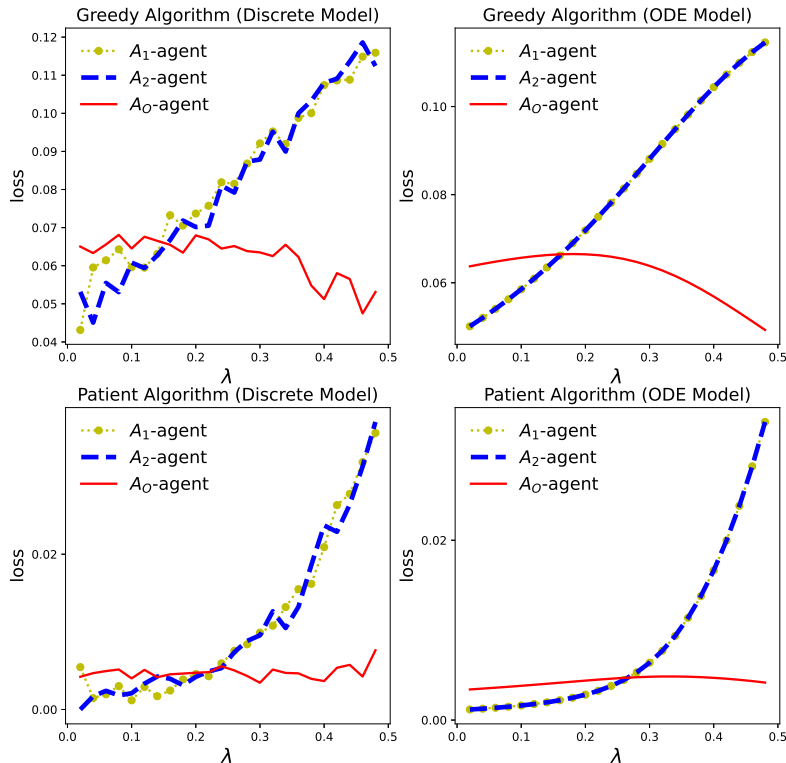 Greedy Algorithm (Discrete Model)
0.12
0.11
0.10
0.09
0.08
0.07
0.06
0.05
0.04
loss
A₁-agent
A₂-agent
A_O-agent
0.0 0.1 0.2 0.3 0.4 0.5
λ
Greedy Algorithm (ODE Model)
0.10
0.08
0.06
loss
A₁-agent
A₂-agent
A_O-agent
0.0 0.1 0.2 0.3 0.4 0.5
λ
Patient Algorithm (Discrete Model)
0.02
0.00
loss
A₁-agent
A₂-agent
A_O-agent
0.0 0.1 0.2 0.3 0.4 0.5
λ
Patient Algorithm (ODE Model)
0.02
0.00
loss
A₁-agent
A₂-agent
A_O-agent
0.0 0.1 0.2 0.3 0.4 0.5
λ